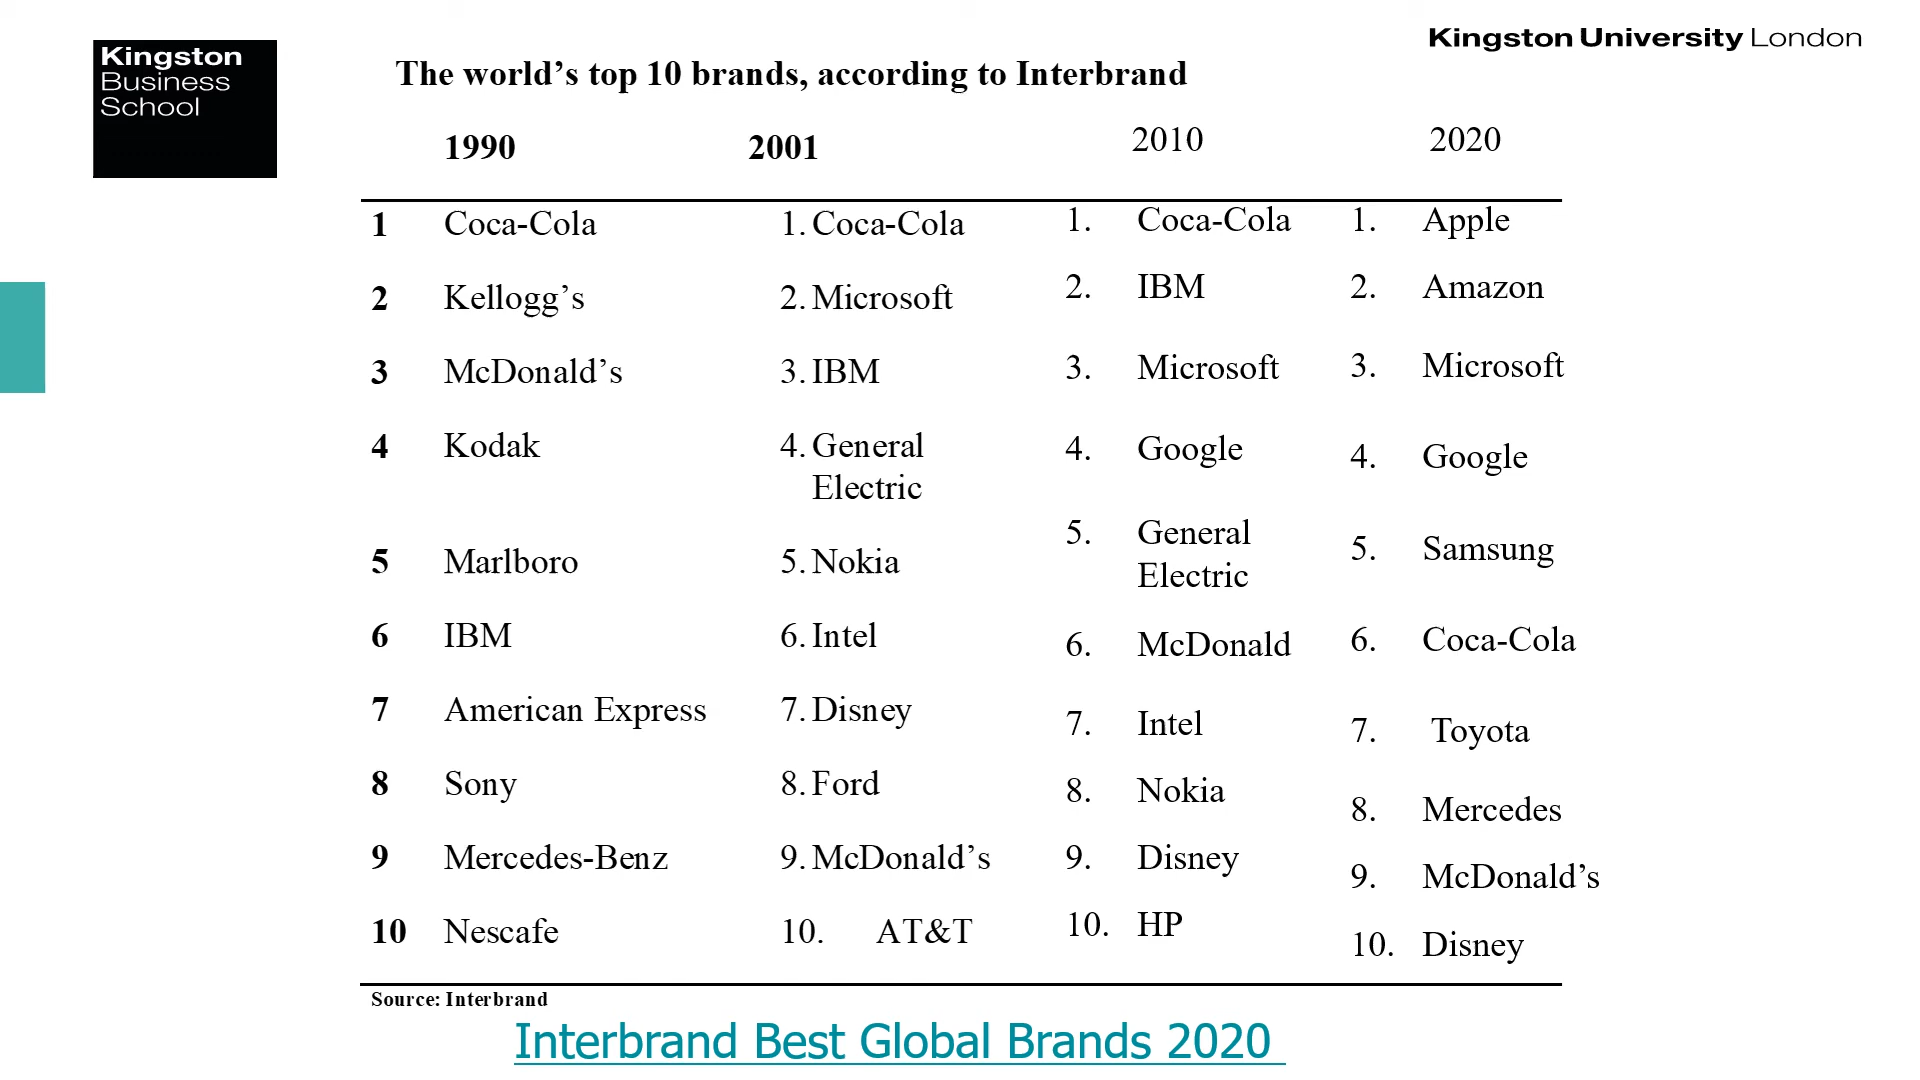 Kingston
Business
School
Kingston University London
The world’s top 10 brands, according to Interbrand
1990 2001 2010 2020
1 Coca-Cola 1. Coca-Cola 1. Coca-Cola 1. Apple
2 Kellogg’s 2. Microsoft 2. IBM 2. Amazon
3 McDonald’s 3. IBM 3. Microsoft 3. Microsoft
4 Kodak 4. General Electric 4. Google 4. Google
5 Marlboro 5. Nokia 5. General Electric 5. Samsung
6 IBM 6. Intel 6. McDonald 6. Coca-Cola
7 American Express 7. Disney 7. Intel 7. Toyota
8 Sony 8. Ford 8. Nokia 8. Mercedes
9 Mercedes-Benz 9. McDonald’s 9. Disney 9. McDonald’s
10 Nescafe 10. AT&T 10. HP 10. Disney
Source: Interbrand
Interbrand Best Global Brands 2020